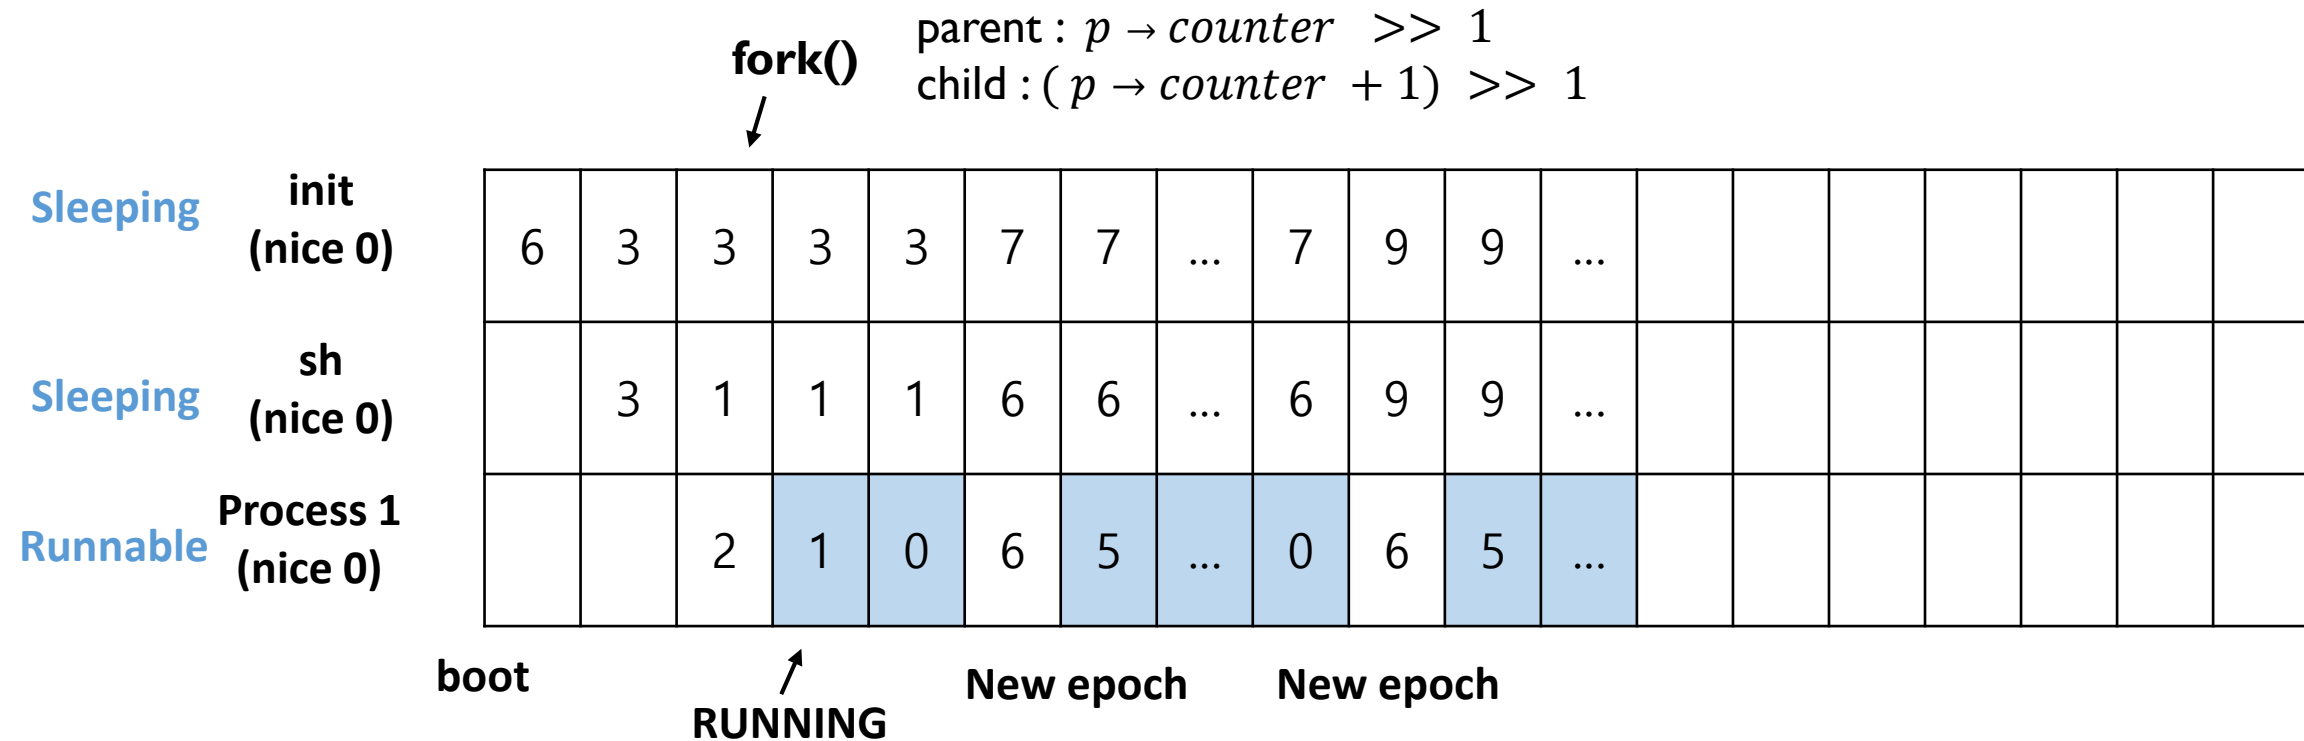 parent : p → counter >> 1
fork()
child : ( p → counter + 1) >> 1
Sleeping init (nice 0) 6 3 3 3 3 7 7 ... 7 9 9 ...
Sleeping sh (nice 0) 3 1 1 1 6 6 ... 6 9 9 ...
Runnable Process 1 (nice 0) 2 1 0 6 5 ... 0 6 5 ...
boot New epoch New epoch
RUNNING